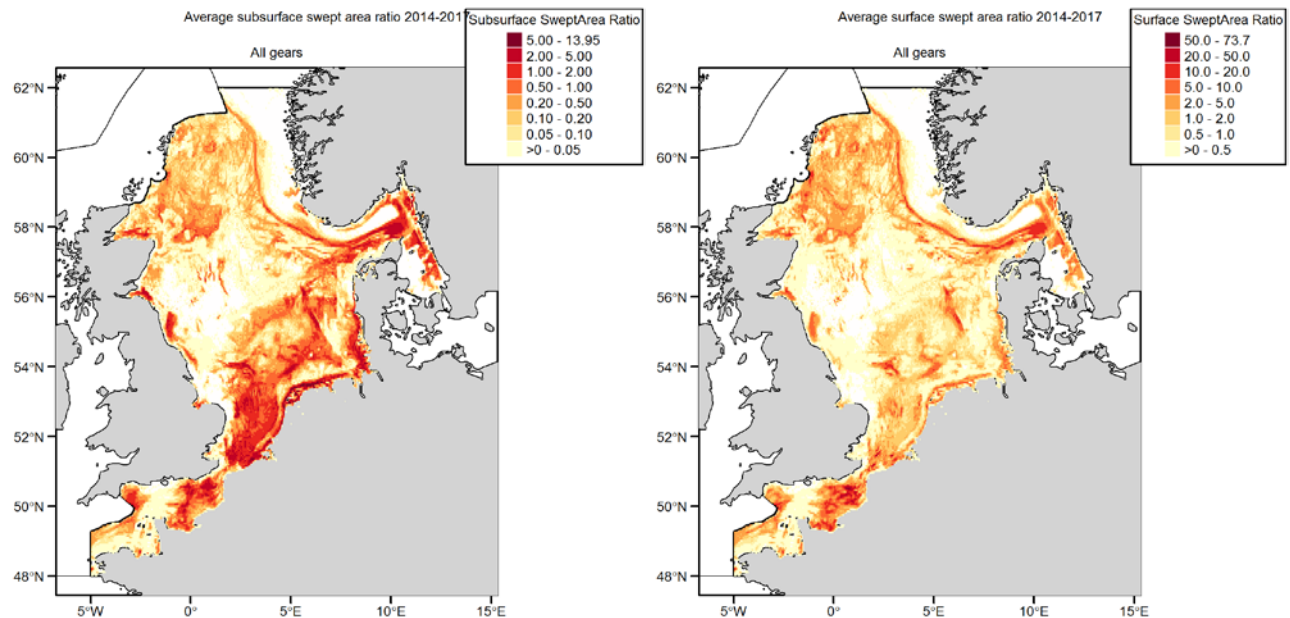 Average subsurface swept area ratio 2014-2017
Subsurface SweptArea Ratio
5.00 - 13.95
2.00 - 5.00
1.00 - 2.00
0.50 - 1.00
0.20 - 0.50
0.10 - 0.20
0.05 - 0.10
>0 - 0.05
All gears
62°N
60°N
58°N
56°N
54°N
52°N
50°N
48°N
5°W
0°
5°E
10°E
15°E
Average surface swept area ratio 2014-2017
Surface SweptArea Ratio
50.0 - 73.7
20.0 - 50.0
10.0 - 20.0
5.0 - 10.0
2.0 - 5.0
1.0 - 2.0
0.5 - 1.0
>0 - 0.5
All gears
62°N
60°N
58°N
56°N
54°N
52°N
50°N
48°N
5°W
0°
5°E
10°E
15°E